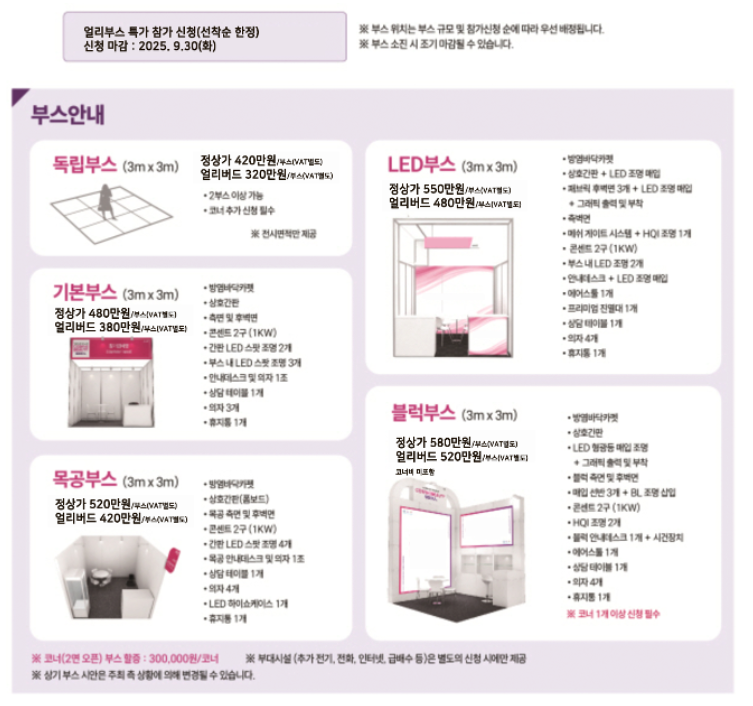 얼리부스 특가 참가 신청(선착순 한정)
신청 마감 : 2025. 9.30(화)
※ 부스 위치는 부스 규모 및 참가신청 순에 따라 우선 배정됩니다.
※ 부스 소진 시 조기 마감될 수 있습니다.
부스안내
독립부스 (3m x 3m)
정상가 420만원/부스(VAT별도)
얼리버드 320만원/부스(VAT별도)
• 2부스 이상 가능
• 코너 추가 신청 필수
※ 전시면적만 제공
기본부스 (3m x 3m)
정상가 480만원/부스(VAT별도)
얼리버드 380만원/부스(VAT별도)
• 방염바닥카펫
• 상호간판
• 측면 및 후벽면
• 콘센트 2구 (1KW)
• 간판 LED 스팟 조명 2개
• 부스 내 LED 스팟 조명 3개
• 안내데스크 및 의자 1조
• 상담 테이블 1개
• 의자 3개
• 휴지통 1개
목공부스 (3m x 3m)
정상가 520만원/부스(VAT별도)
얼리버드 420만원/부스(VAT별도)
• 방염바닥카펫
• 상호간판(폼보드)
• 목공 측면 및 후벽면
• 콘센트 2구 (1KW)
• 간판 LED 스팟 조명 4개
• 목공 안내데스크 및 의자 1조
• 상담 테이블 1개
• 의자 4개
• LED 하이쇼케이스 1개
• 휴지통 1개
LED부스 (3m x 3m)
정상가 550만원/부스(VAT별도)
얼리버드 480만원/부스(VAT별도)
• 방염바닥카펫
• 상호간판 + LED 조명 매입
• 패브릭 후벽면 3개 + LED 조명 매입
+ 그래픽 출력 및 부착
• 측벽면
• 메쉬 게이트 시스템 + HQI 조명 1개
• 콘센트 2구 (1KW)
• 부스 내 LED 조명 2개
• 안내데스크 + LED 조명 매입
• 에어스툴 1개
• 프리미엄 진열대 1개
• 상담 테이블 1개
• 의자 4개
• 휴지통 1개
블럭부스 (3m x 3m)
정상가 580만원/부스(VAT별도)
얼리버드 520만원/부스(VAT별도)
코너비 미포함
• 방염바닥카펫
• 상호간판
• LED 형광등 매입 조명
+ 그래픽 출력 및 부착
• 블럭 측면 및 후벽면
• 매입 선반 3개 + BL 조명 삽입
• 콘센트 2구 (1KW)
• HQI 조명 2개
• 블럭 안내데스크 1개 + 시건장치
• 에어스툴 1개
• 상담 테이블 1개
• 의자 4개
• 휴지통 1개
※ 코너 1개 이상 신청 필수
※ 코너(2면 오픈) 부스 할증 : 300,000원/코너
※ 부대시설 (추가 전기, 전화, 인터넷, 급배수 등)은 별도의 신청 시에만 제공
※ 상기 부스 시안은 주최 측 상황에 의해 변경될 수 있습니다.